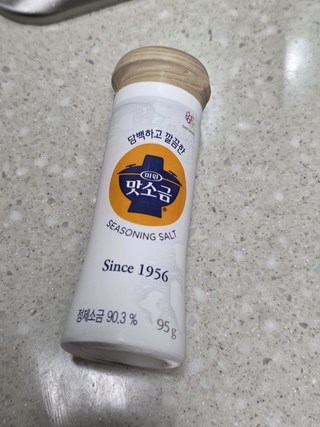 담백하고 깔끔한
미원
맛소금
SEASONING SALT
Since 1956
정제소금 90.3 %
95 g